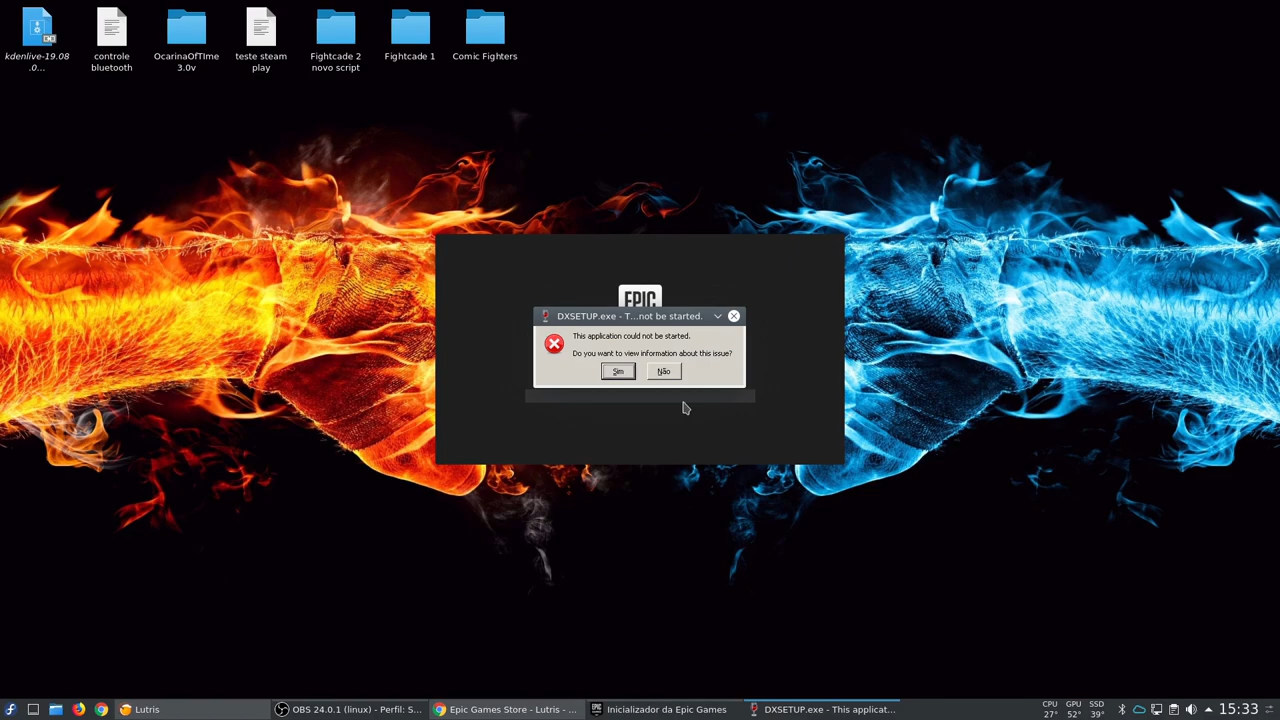 kdenlive-19.08
.0...
controle
bluetooth
OcarinaOfTIme
3.0v
teste steam
play
Fightcade 2
novo script
Fightcade 1
Comic Fighters
EPIC
DXSETUP.exe - T...not be started.
This application could not be started.
Do you want to view information about this issue?
Sim
Não
Lutris
OBS 24.0.1 (linux) - Perfil: S...
Epic Games Store - Lutris - ...
Inicializador da Epic Games
DXSETUP.exe - This applicat...
CPU
27°
GPU
52°
SSD
39°
15:33